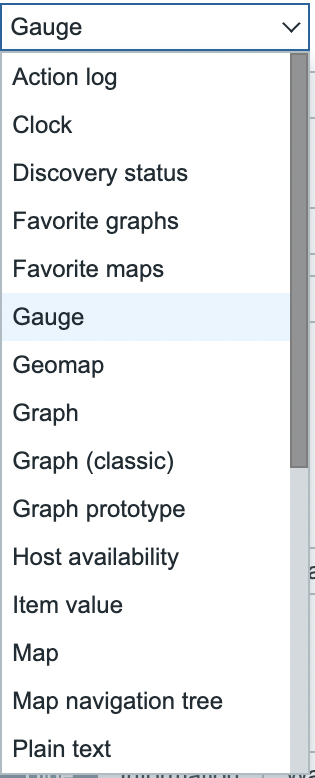 Gauge
Action log
Clock
Discovery status
Favorite graphs
Favorite maps
Gauge
Geomap
Graph
Graph (classic)
Graph prototype
Host availability
Item value
Map
Map navigation tree
Plain text